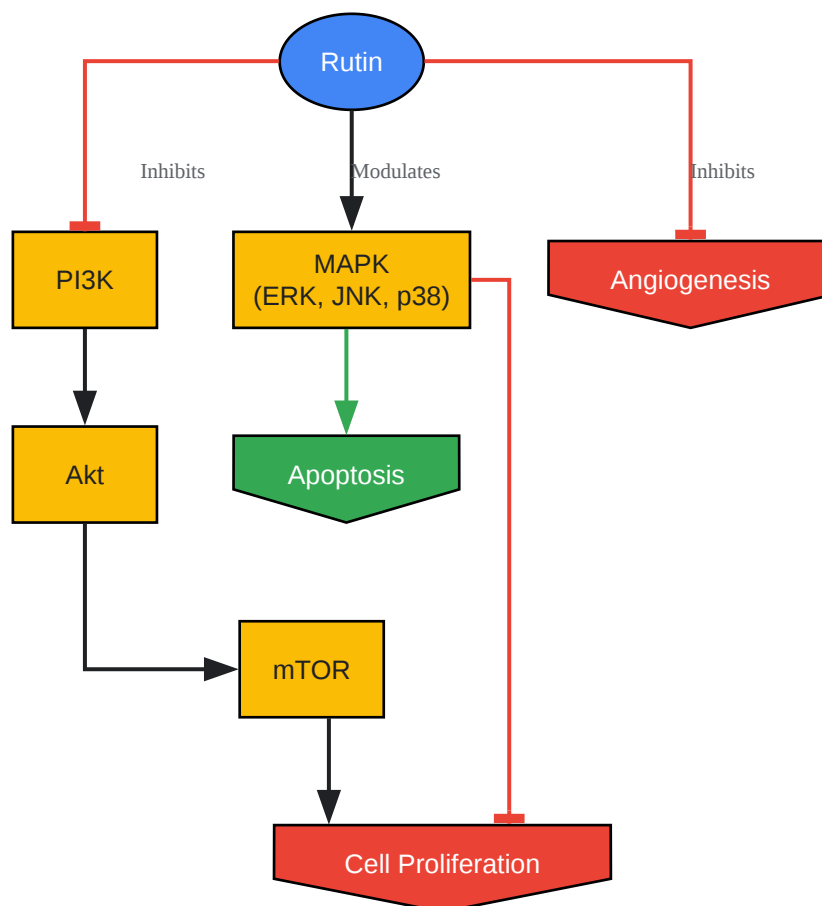 Rutin
Inhibits
Modulates
Inhibits
PI3K
MAPK
(ERK, JNK, p38)
Angiogenesis
Akt
Apoptosis
mTOR
Cell Proliferation